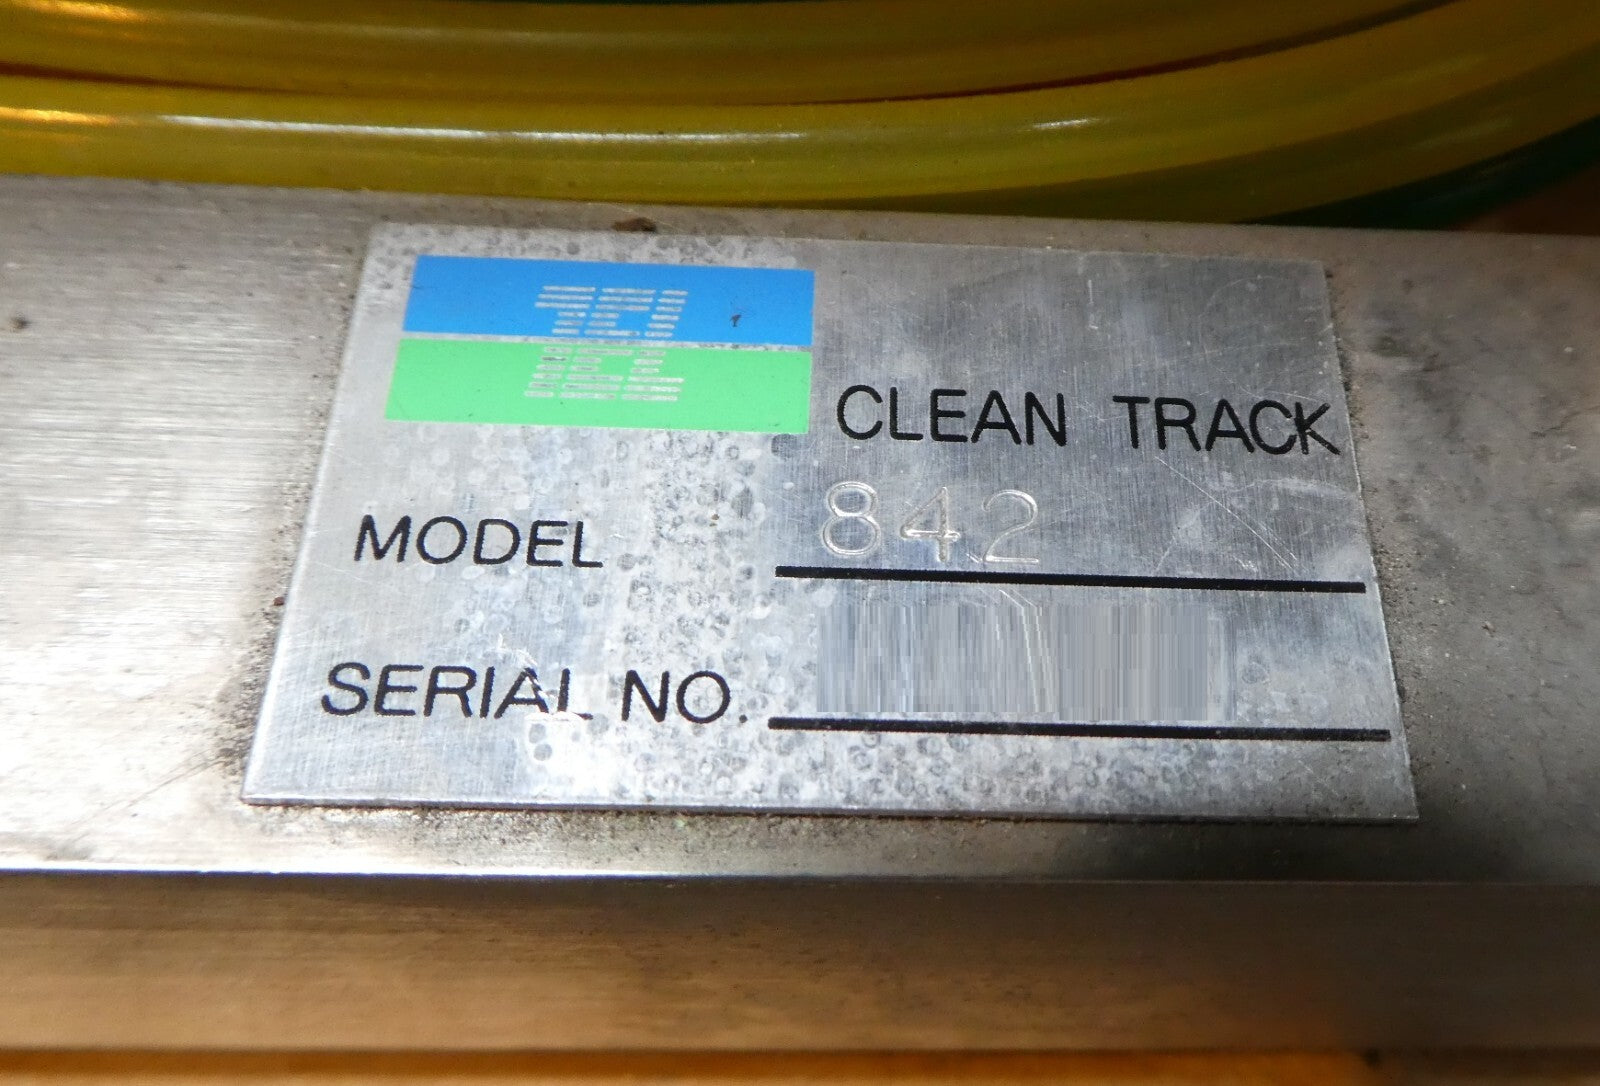 CLEAN TRACK
MODEL 842
SERIAL NO.